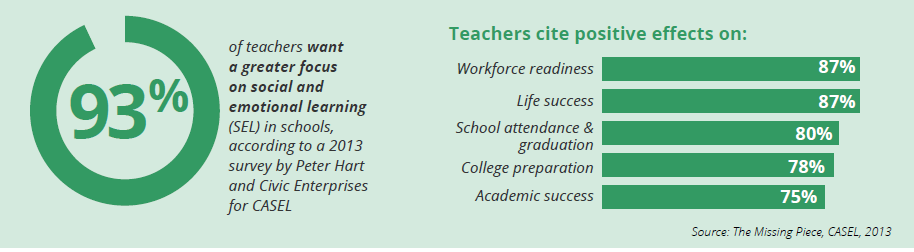 93%
of teachers want
a greater focus
on social and
emotional learning
(SEL) in schools,
according to a 2013
survey by Peter Hart
and Civic Enterprises
for CASEL
Teachers cite positive effects on:
Workforce readiness 87%
Life success 87%
School attendance &
graduation 80%
College preparation 78%
Academic success 75%
Source: The Missing Piece, CASEL, 2013